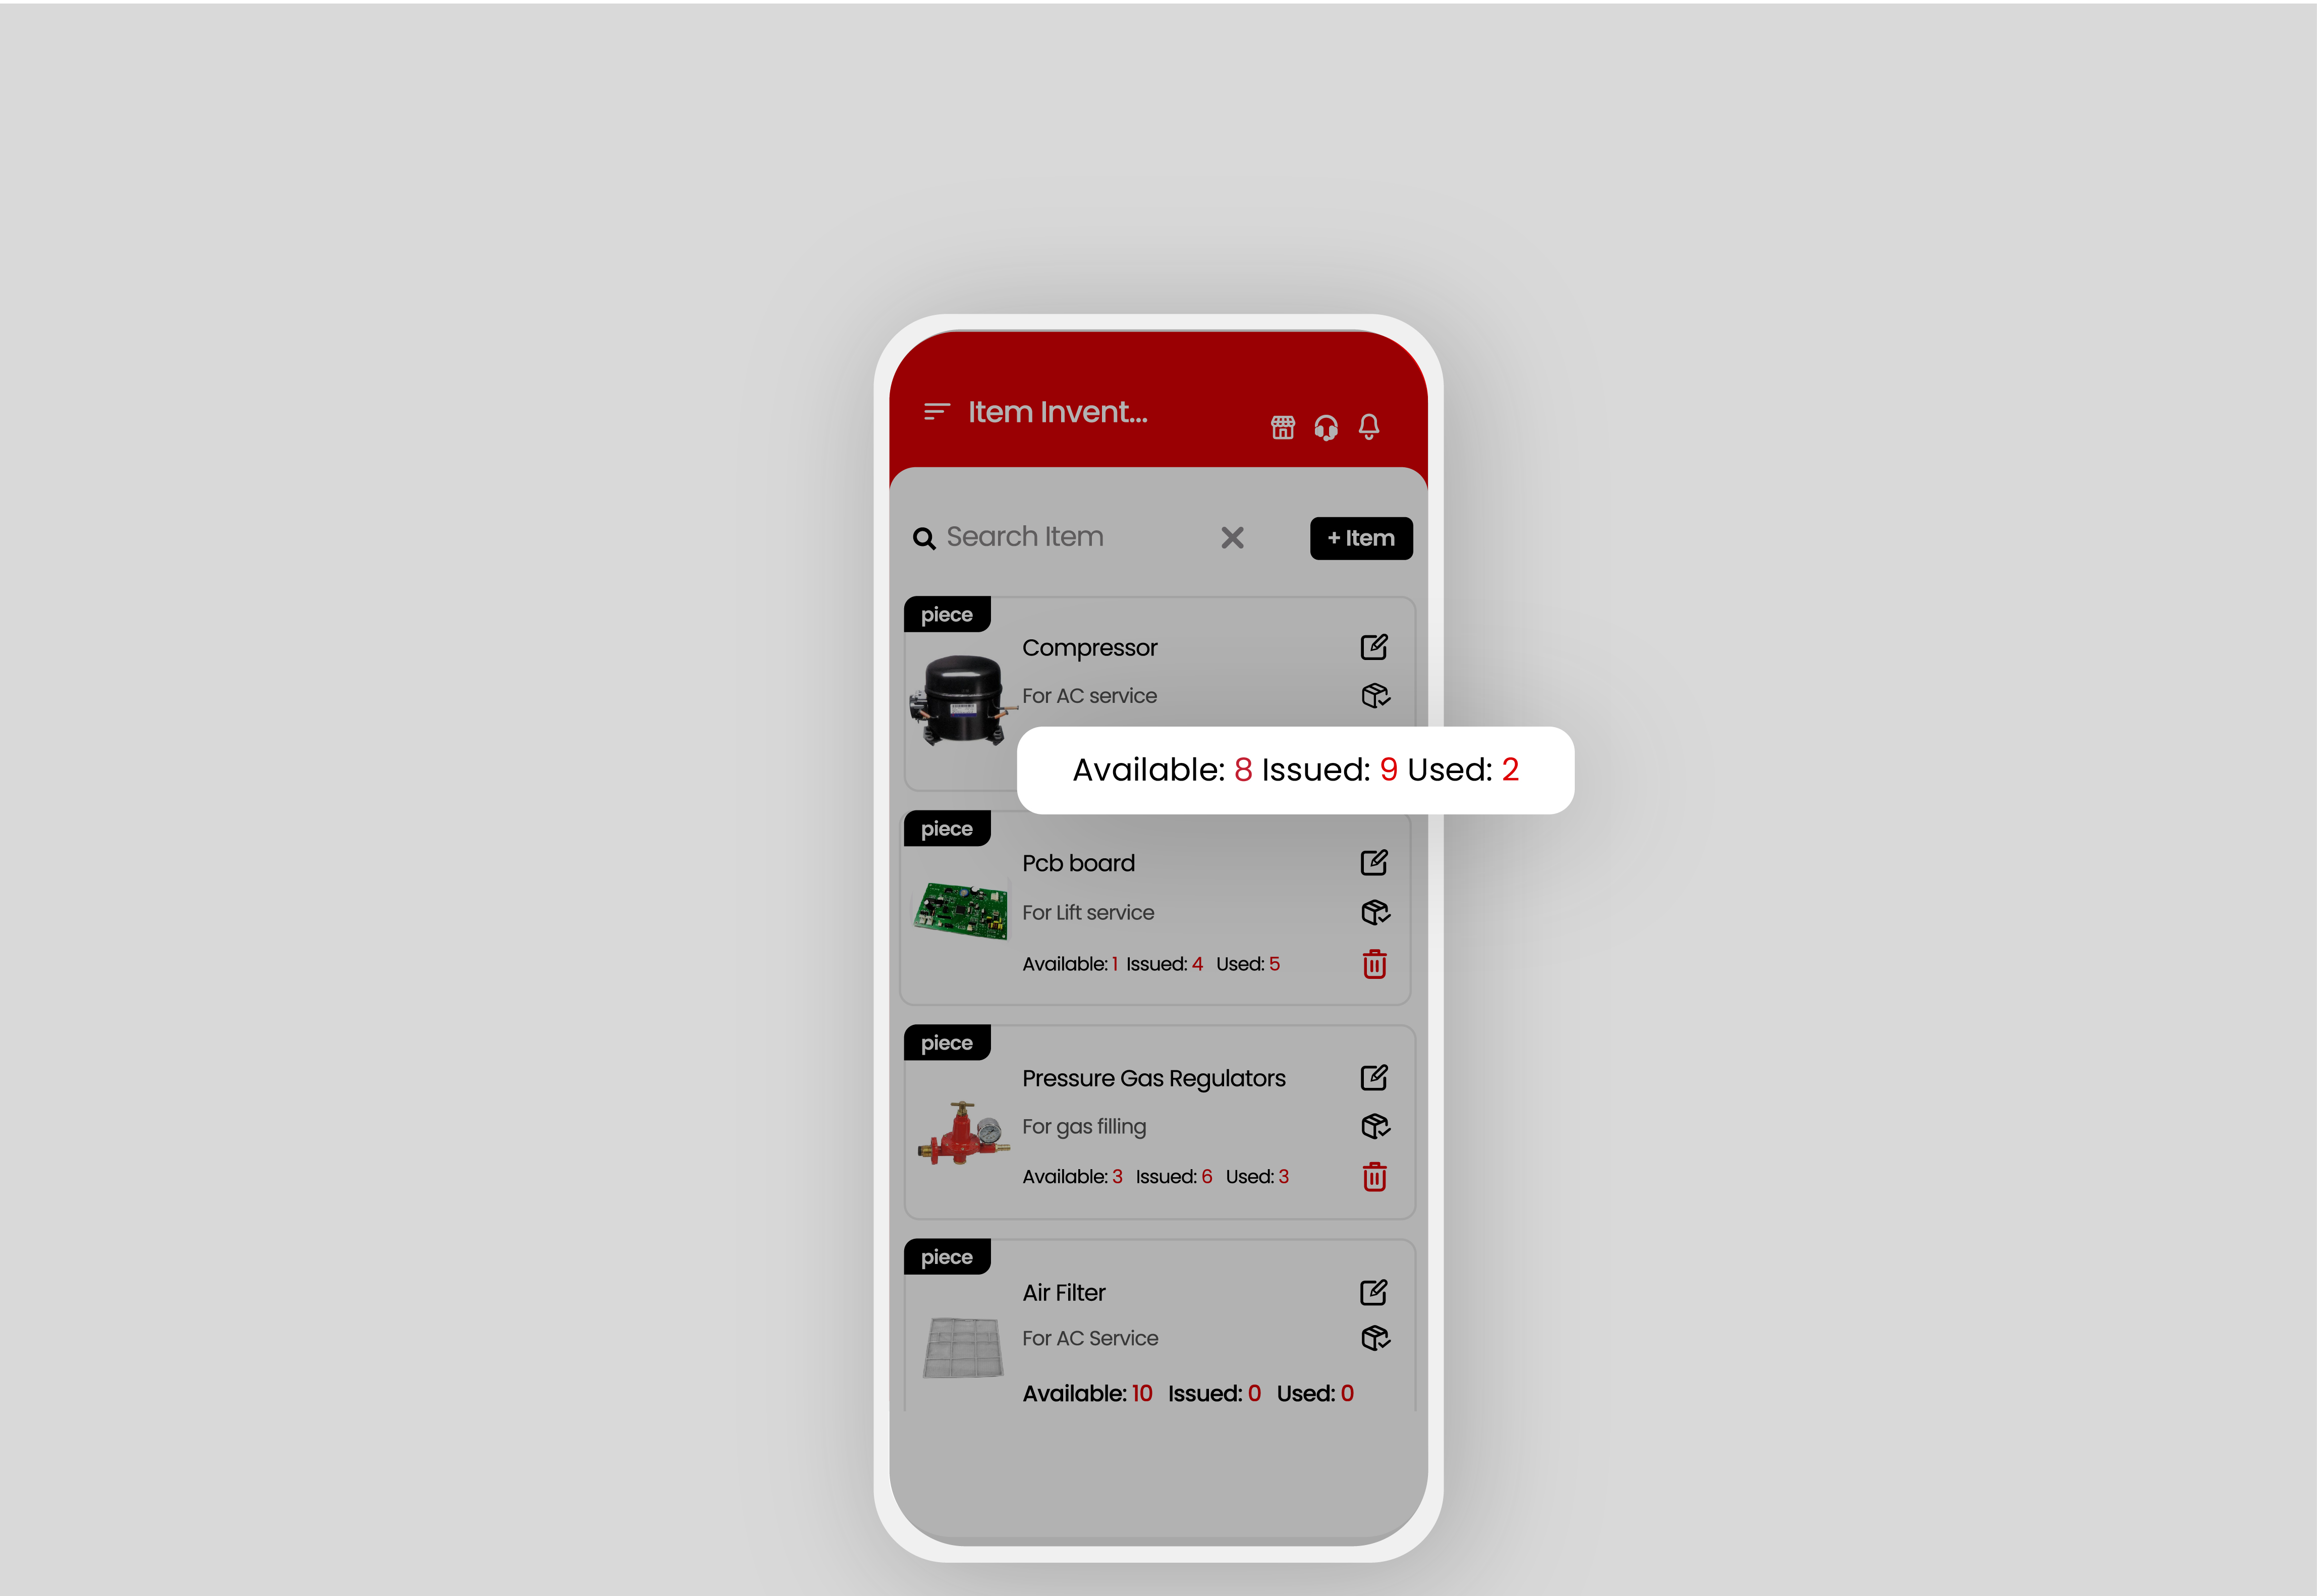 Item Invent...
Search Item
+ Item
piece
Compressor
For AC service
Available: 8 Issued: 9 Used: 2
piece
Pcb board
For Lift service
Available: 1 Issued: 4 Used: 5
piece
Pressure Gas Regulators
For gas filling
Available: 3 Issued: 6 Used: 3
piece
Air Filter
For AC Service
Available: 10 Issued: 0 Used: 0